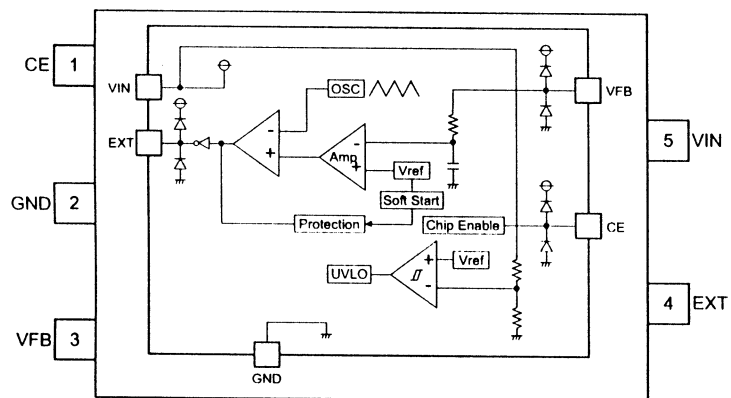 CE 1
VIN
OSC
VFB
EXT
-
+
Amp
-
+
5 VIN
Vref
GND 2
Soft Start
Protection
Chip Enable
CE
UVLO
+
-
Vref
4 EXT
VFB 3
GND